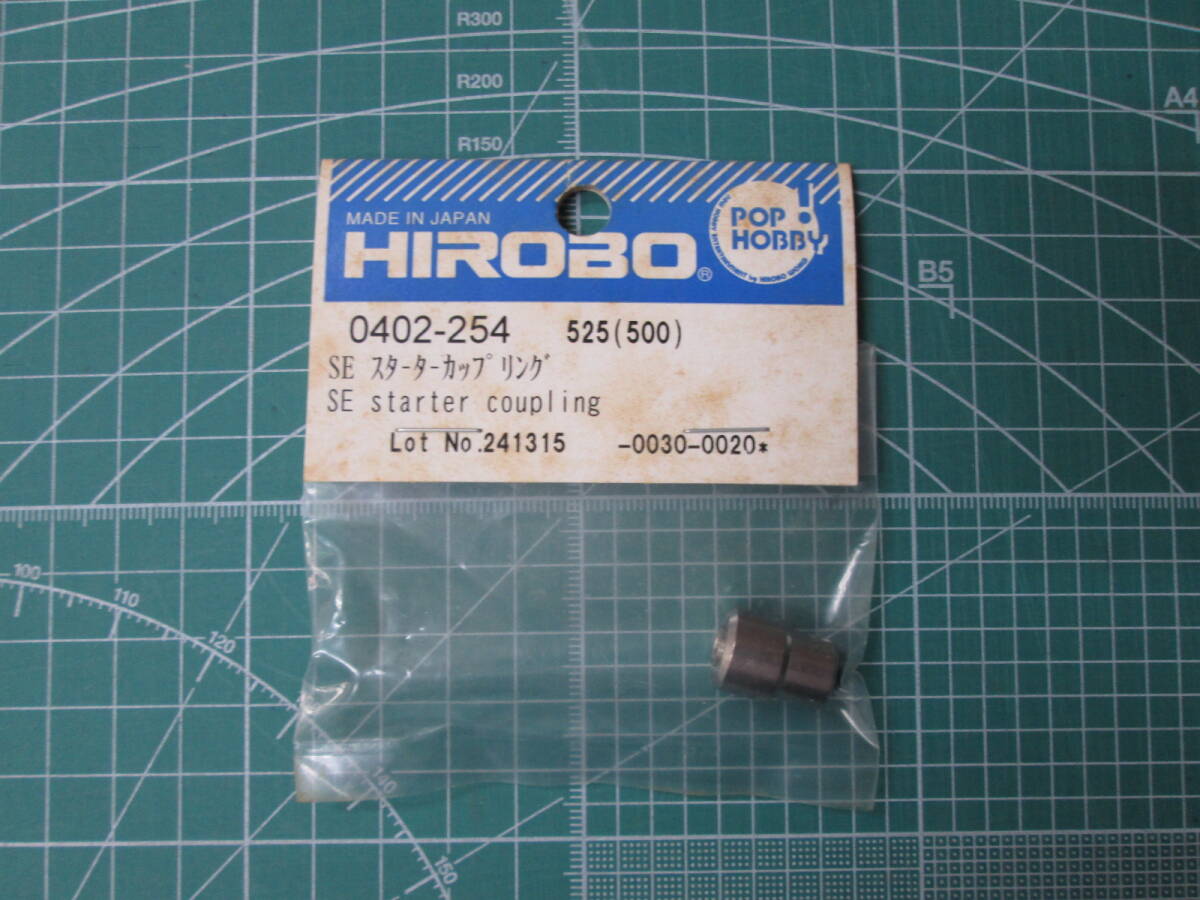 R300
R200
R150
A4
B5
MADE IN JAPAN
HIROBO®
POP!
HOBBY
0402-254 525(500)
SE スターターカップリング
SE starter coupling
Lot No.241315 -0030-0020*
100
110
120
140
150